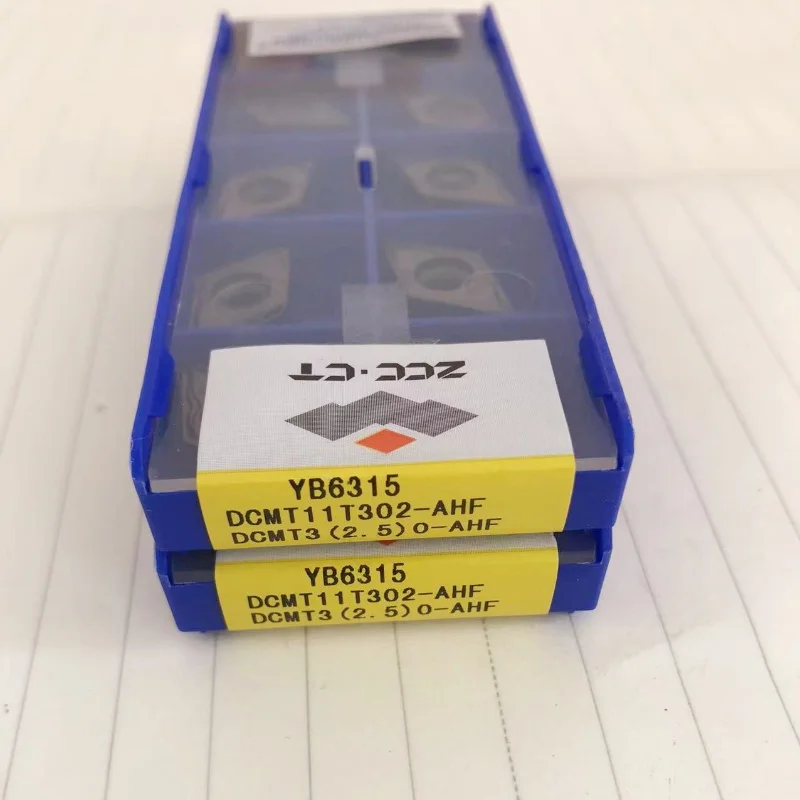 ZCC·CT
YB6315
DCMT11T302-AHF
DCMT3(2.5)0-AHF
YB6315
DCMT11T302-AHF
DCMT3(2.5)0-AHF